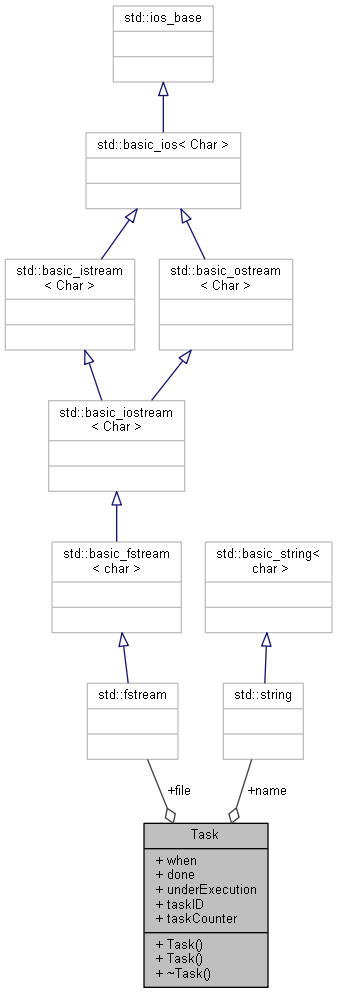 std::ios_base
std::basic_ios< Char >
std::basic_istream
< Char >
std::basic_ostream
< Char >
std::basic_iostream
< Char >
std::basic_fstream
< char >
std::basic_string<
char >
std::fstream
std::string
+file
+name
Task
+ when
+ done
+ underExecution
+ taskID
+ taskCounter
+ Task()
+ Task()
+ ~Task()